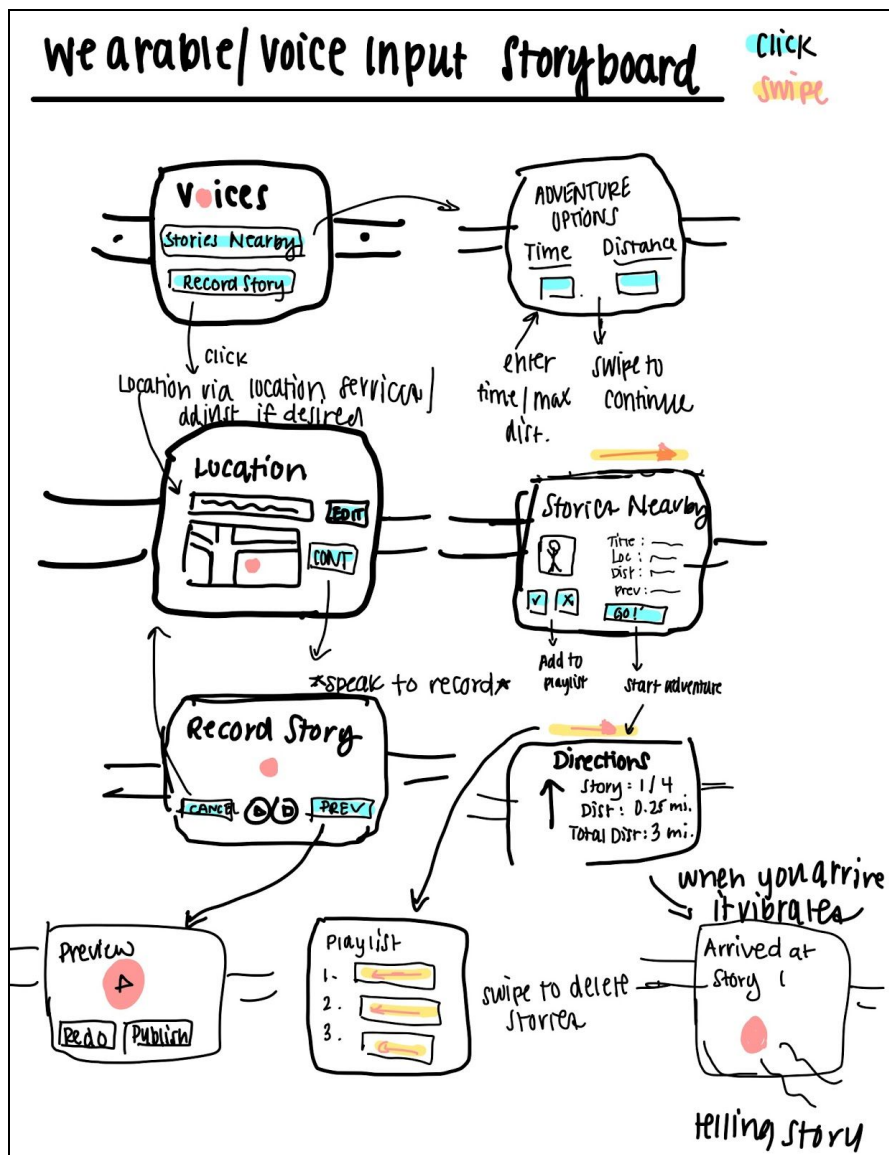 Wearable/Voice Input Storyboard
Click
Swipe
Voices
Stories Nearby
Record Story
click
ADVENTURE
OPTIONS
Time Distance
enter
time/max
dist.
swipe to
continue
Location via location services/
adjust if desired
Location
EDIT
CONT
*speak to record*
Stories Nearby
Time:
Loc:
Dist:
prev:
✓ X
GO!
Add to
playlist
start adventure
Record Story
CANCEL
PREV
Directions
Story: 1/4
Dist: 0.25 mi.
Total Dist: 3 mi.
when you arrive
it vibrates
Preview
Redo Publish
Playlist
1.
2.
3.
swipe to delete
stories
Arrived at
Story 1
telling story